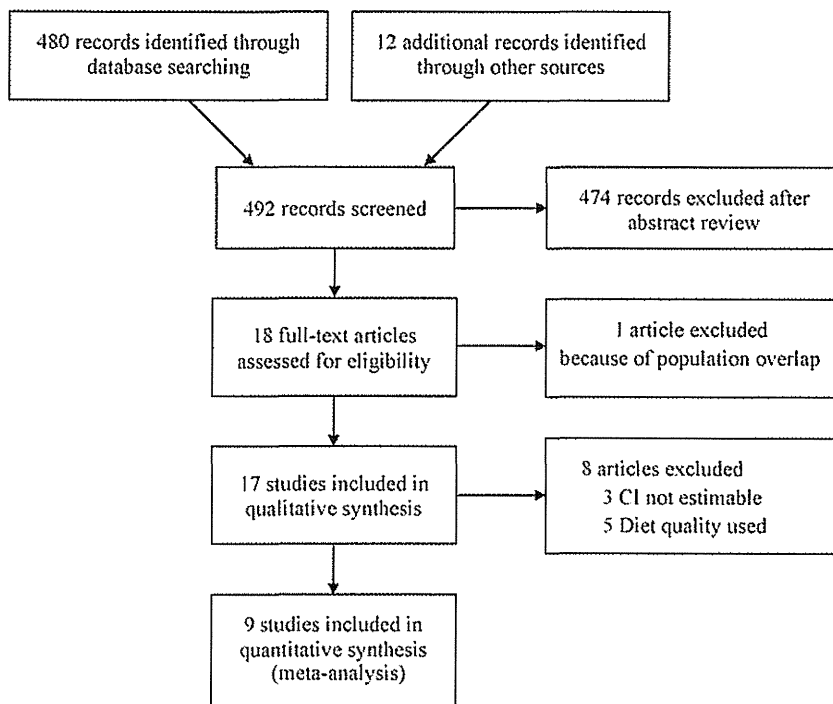 480 records identified through
database searching
12 additional records identified
through other sources
492 records screened
474 records excluded after
abstract review
18 full-text articles
assessed for eligibility
1 article excluded
because of population overlap
17 studies included in
qualitative synthesis
8 articles excluded
3 CI not estimable
5 Diet quality used
9 studies included in
quantitative synthesis
(meta-analysis)